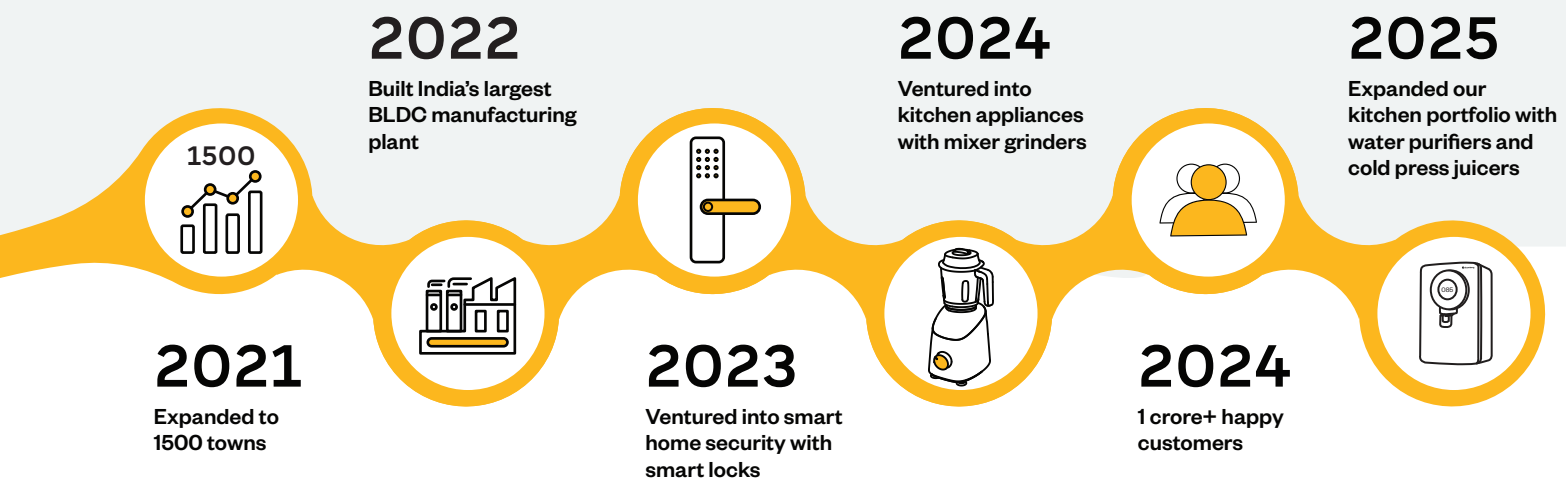 1500
2021
Expanded to
1500 towns
2022
Built India's largest
BLDC manufacturing
plant
2023
Ventured into smart
home security with
smart locks
2024
Ventured into
kitchen appliances
with mixer grinders
2024
1 crore+ happy
customers
2025
Expanded our
kitchen portfolio with
water purifiers and
cold press juicers
085